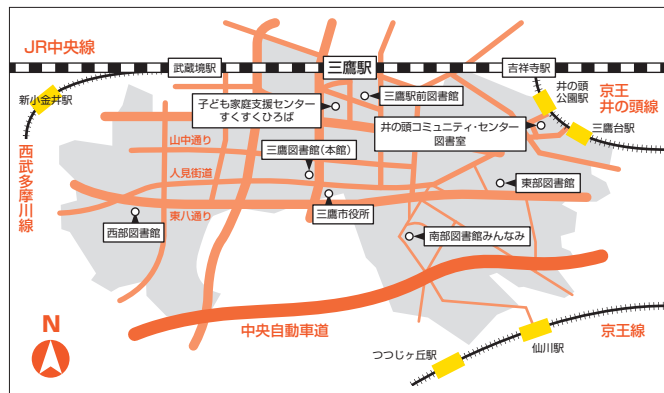 JR中央線
武蔵境駅
三鷹駅
吉祥寺駅
新小金井駅
子ども家庭支援センター
すくすくひろば
三鷹駅前図書館
井の頭
公園駅
京王
井の頭線
井の頭コミュニティ・センター
図書室
三鷹台駅
山中通り
三鷹図書館(本館)
人見街道
東部図書館
西武多摩川線
東八通り
三鷹市役所
西部図書館
南部図書館みんなみ
N
中央自動車道
京王線
仙川駅
つつじヶ丘駅